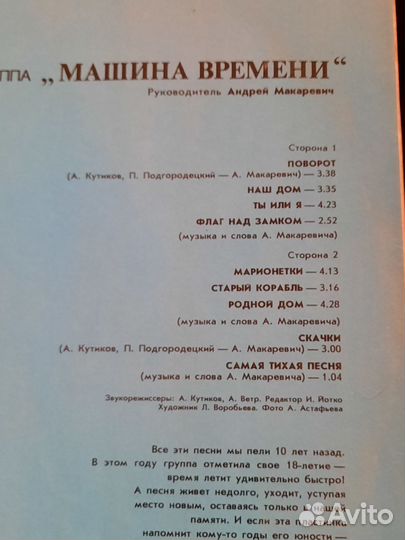 ППА „МАШИНА ВРЕМЕНИ“
Руководитель Андрей Макаревич
Сторона 1
ПОВОРОТ
(А. Кутиков, П. Подгородецкий — А. Макаревич) — 3.38
НАШ ДОМ — 3.35
ТЫ ИЛИ Я — 4.23
ФЛАГ НАД ЗАМКОМ — 2.52
(музыка и слова А. Макаревича)
Сторона 2
МАРИОНЕТКИ — 4.13
СТАРЫЙ КОРАБЛЬ — 3.16
РОДНОЙ ДОМ — 4.28
(музыка и слова А. Макаревича)
СКАЧКИ
(А. Кутиков, П. Подгородецкий — А. Макаревич) — 3.00
САМАЯ ТИХАЯ ПЕСНЯ
(музыка и слова А. Макаревича) — 1.04
Звукорежиссеры: А. Кутиков, А. Ветр. Редактор И. Йотко
Художник Л. Воробьева. Фото А. Астафьева
Все эти песни мы пели 10 лет назад.
В этом году группа отметила свое 18-летие —
время летит удивительно быстро!
А песня живет недолго, уходит, уступая
место новым, оставаясь только в нашей
памяти. И если эта пластинка
напомнит кому-то годы его юности —
Avito